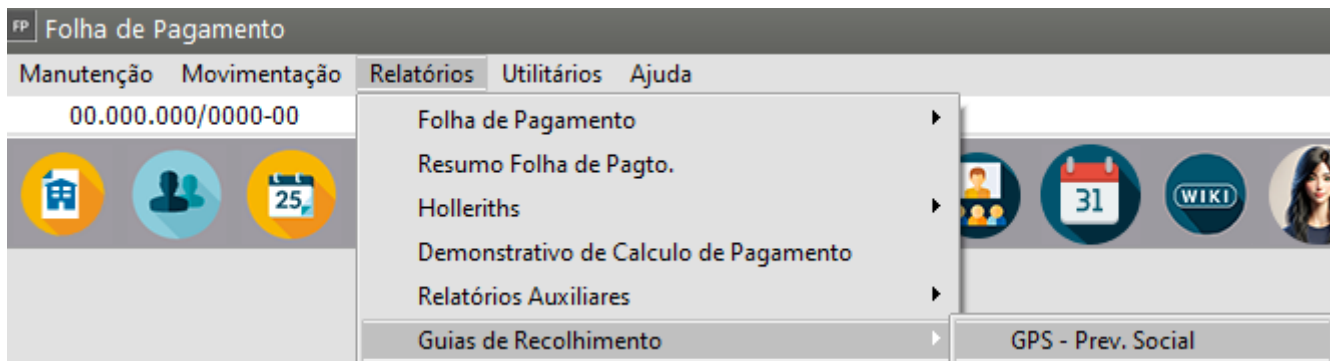 FP Folha de Pagamento
Manutenção Movimentação Relatórios Utilitários Ajuda
00.000.000/0000-00
Folha de Pagamento
Resumo Folha de Pagto.
25
31
WIKI
Holleriths
Demonstrativo de Calculo de Pagamento
Relatórios Auxiliares
Guias de Recolhimento GPS - Prev. Social